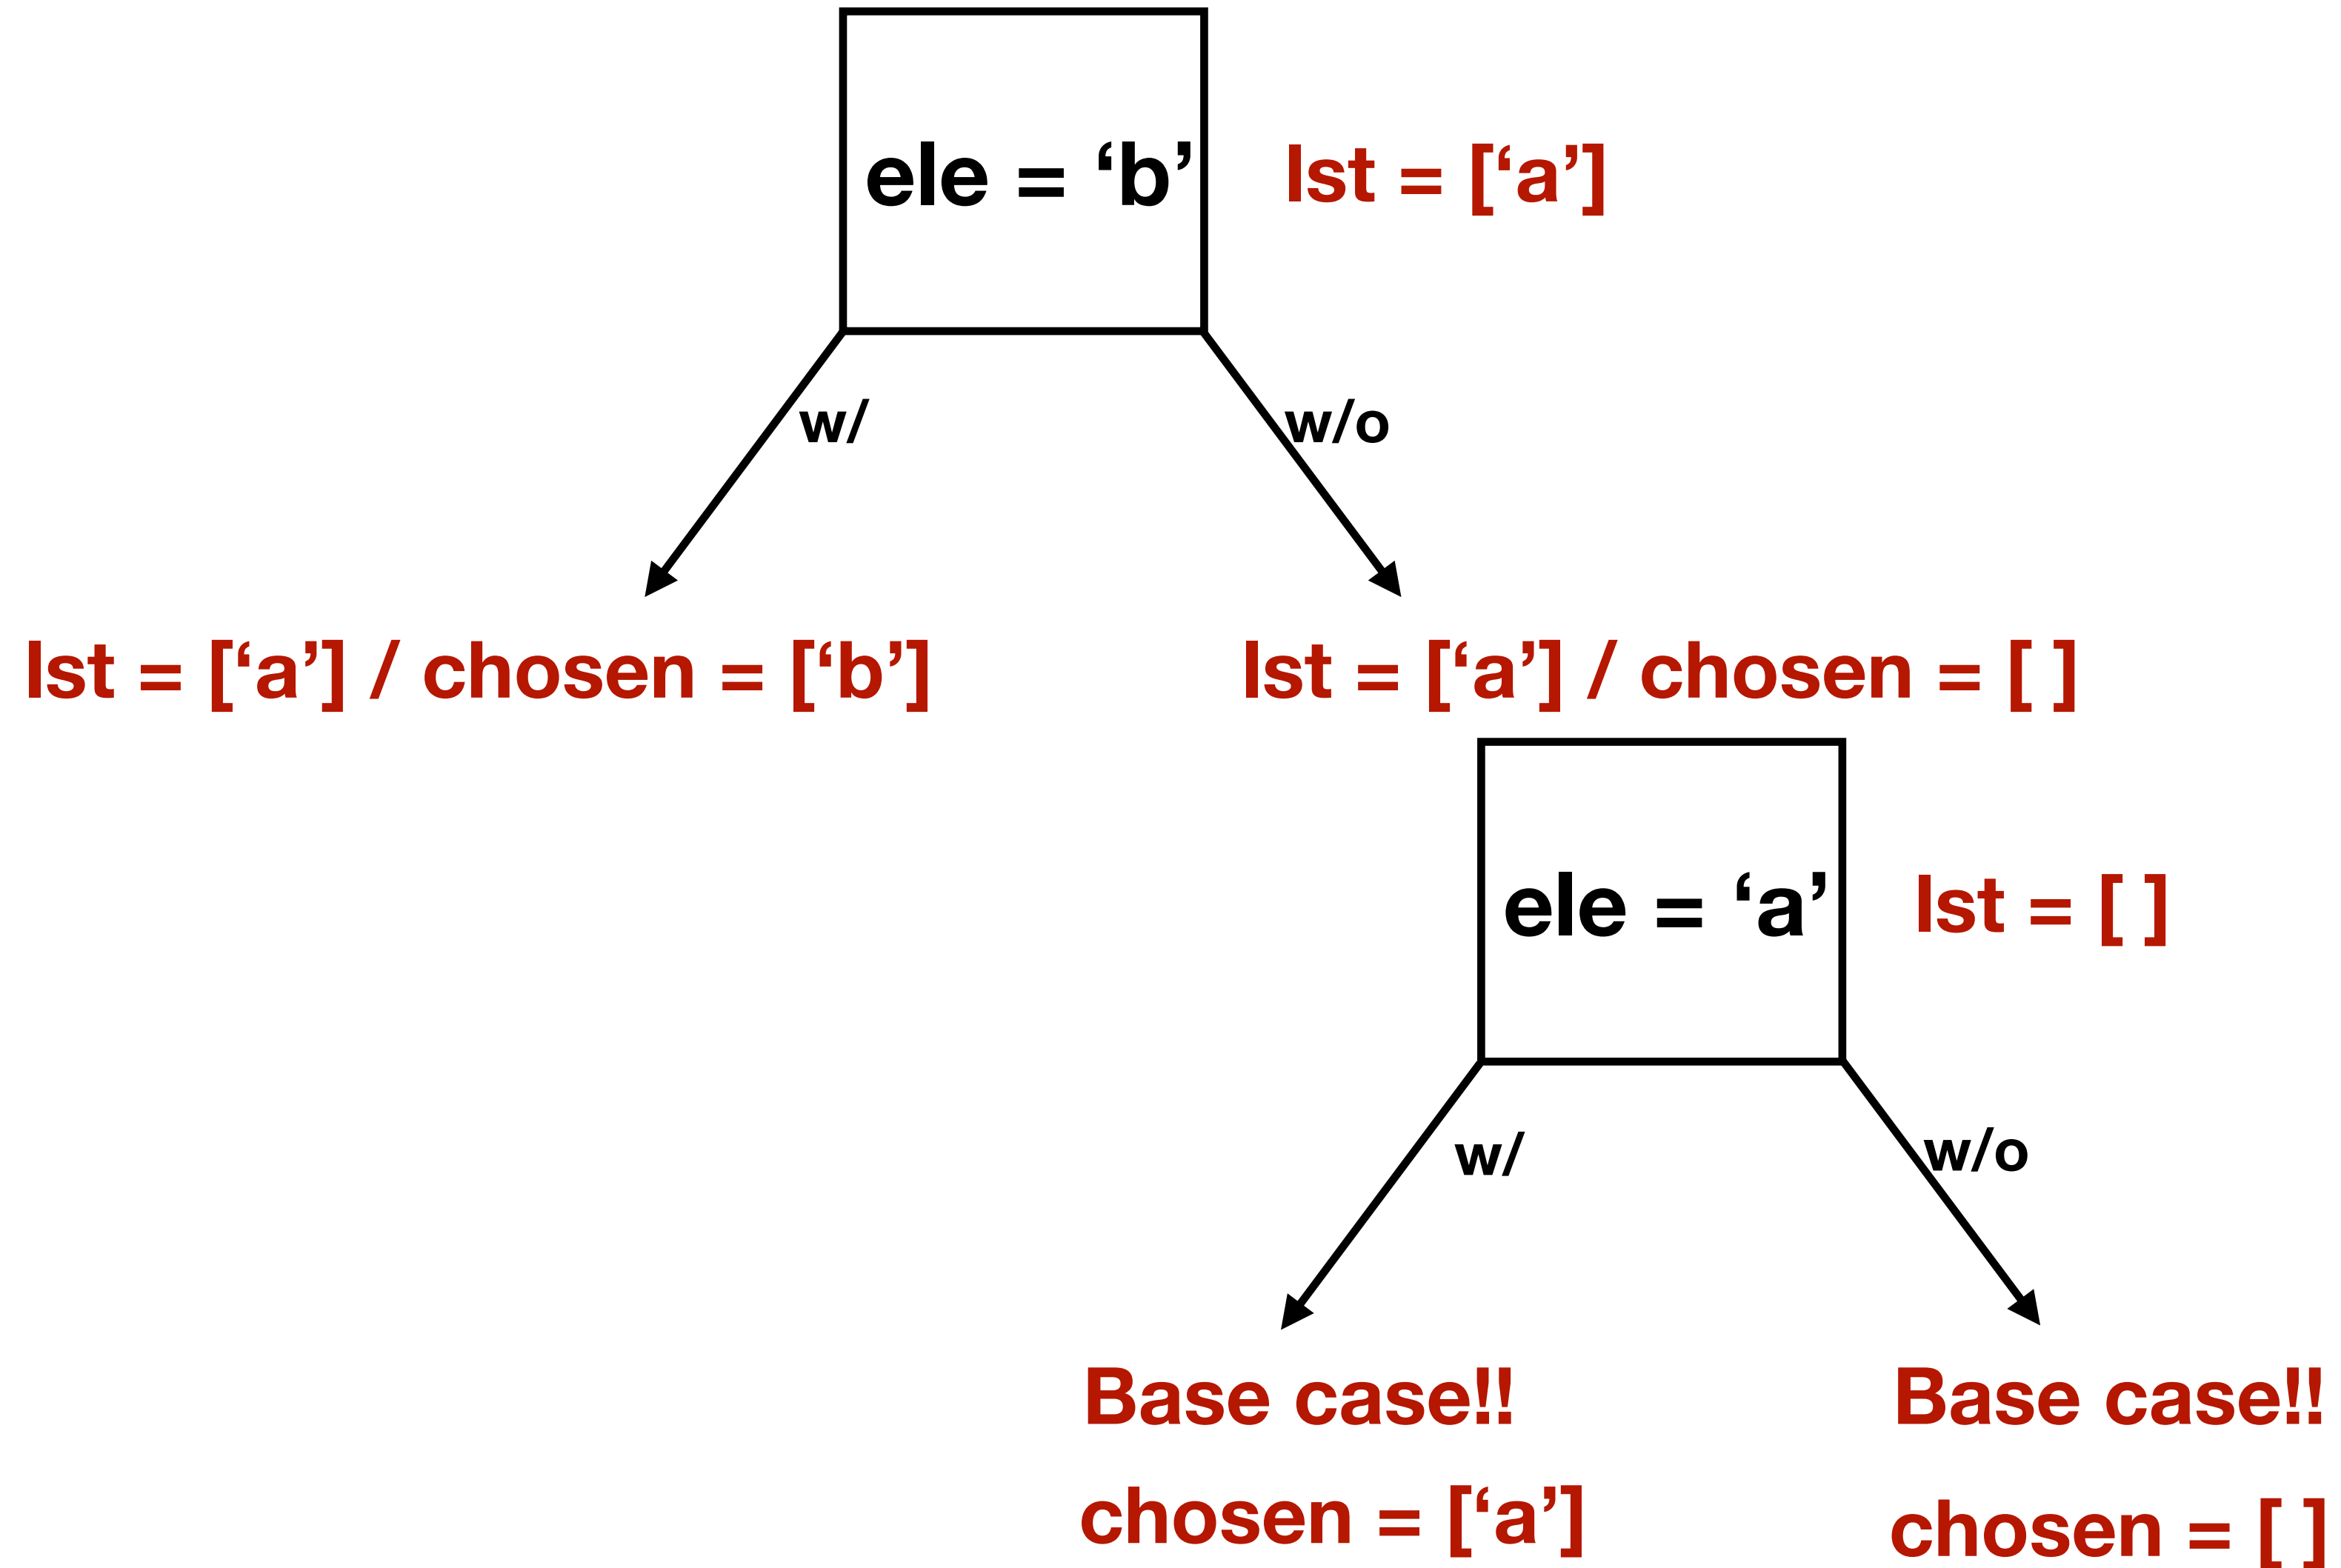 ele = ‘b’ lst = [‘a’]
w/ w/o
lst = [‘a’] / chosen = [‘b’] lst = [‘a’] / chosen = [ ]
ele = ‘a’ lst = [ ]
w/ w/o
Base case!! Base case!!
chosen = [‘a’] chosen = [ ]